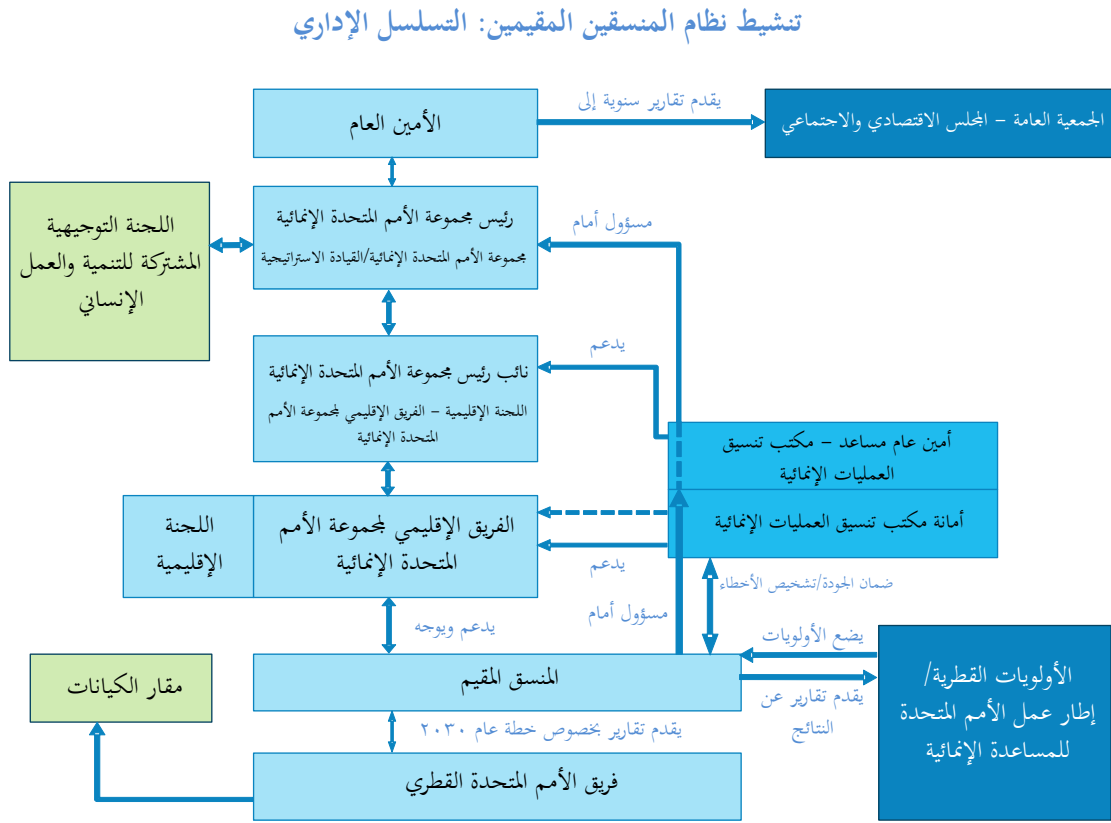 تنشيط نظام المنسقين المقيمين: التسلسل الإداري
الأمين العام
يقدم تقارير سنوية إلى
الجمعية العامة – المجلس الاقتصادي والاجتماعي
اللجنة التوجيهية
المشتركة للتنمية والعمل
الإنساني
رئيس مجموعة الأمم المتحدة الإنمائية
مجموعة الأمم المتحدة الإنمائية/القيادة الاستراتيجية
مسؤول أمام
نائب رئيس مجموعة الأمم المتحدة الإنمائية
اللجنة الإقليمية – الفريق الإقليمي لمجموعة الأمم
المتحدة الإنمائية
يدعم
أمين عام مساعد – مكتب تنسيق
العمليات الإنمائية
أمانة مكتب تنسيق العمليات الإنمائية
اللجنة
الإقليمية
الفريق الإقليمي لمجموعة الأمم
المتحدة الإنمائية
يدعم
ضمان الجودة/تشخيص الأخطاء
مسؤول أمام
يدعم ويوجه
المنسق المقيم
يضع الأولويات
يقدم تقارير عن
النتائج
الأولويات القطرية/
إطار عمل الأمم المتحدة
للمساعدة الإنمائية
مقار الكيانات
يقدم تقارير بخصوص خطة عام ٢٠٣٠
فريق الأمم المتحدة القطري